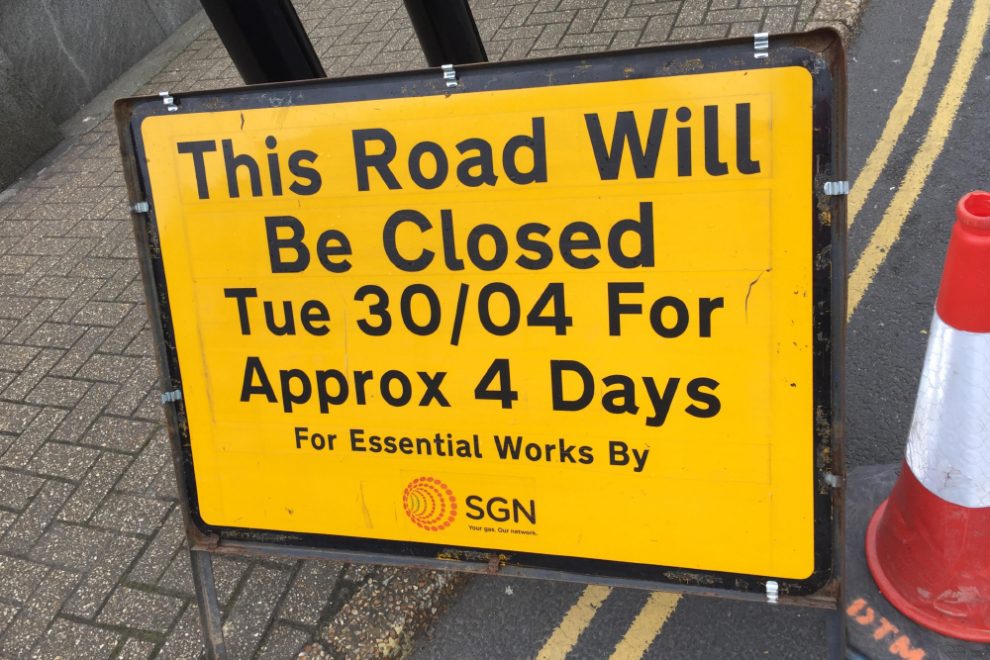 This Road Will
Be Closed
Tue 30/04 For
Approx 4 Days
For Essential Works By
SGN
Your gas. Our network.
DTM